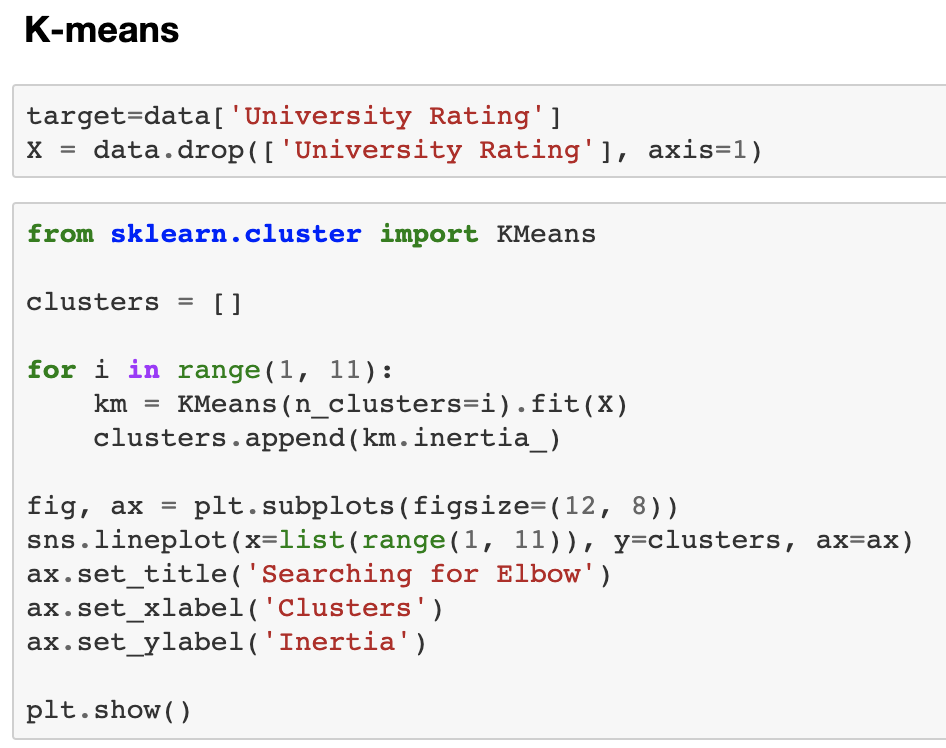 K-means
target=data['University Rating']
X = data.drop(['University Rating'], axis=1)
from sklearn.cluster import KMeans
clusters = []
for i in range(1, 11):
    km = KMeans(n_clusters=i).fit(X)
    clusters.append(km.inertia_)
fig, ax = plt.subplots(figsize=(12, 8))
sns.lineplot(x=list(range(1, 11)), y=clusters, ax=ax)
ax.set_title('Searching for Elbow')
ax.set_xlabel('Clusters')
ax.set_ylabel('Inertia')
plt.show()